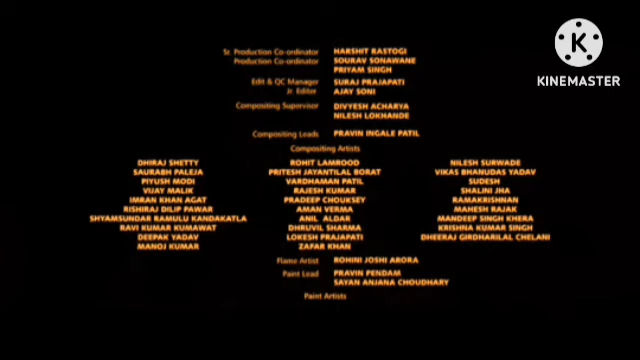 Sr. Production Co-ordinator HARSHIT RASTOGI
Production Co-ordinator SOURAV SONAWANE
PRIYAM SINGH
Edit & QC Manager SURAJ PRAJAPATI
Jr. Editor AJAY SONI
Compositing Supervisor DIVYESH ACHARYA
NILESH LOKHANDE
Compositing Leads PRAVIN INGALE PATIL
Compositing Artists
DHIRAJ SHETTY ROHIT LAMROOD NILESH SURWADE
SAURABH PALEJA PRITESH JAYANTILAL BORAT VIKAS BHANUDAS YADAV
PIYUSH MODI VARDHAMAN PATIL SUDESH
VIJAY MALIK RAJESH KUMAR SHALINI JHA
IMRAN KHAN AGAT PRADEEP CHOUKSEY RAMAKRISHNAN
RISHIRAJ DILIP PAWAR AMAN VERMA MAHESH RAJAK
SHYAMSUNDAR RAMULU KANDAKATLA ANIL ALDAR MANDEEP SINGH KHERA
RAVI KUMAR KUMAWAT DHRUVIL SHARMA KRISHNA KUMAR SINGH
DEEPAK YADAV LOKESH PRAJAPATI DHEERAJ GIRDHARILAL CHELANI
MANOJ KUMAR ZAFAR KHAN
Flame Artist ROHINI JOSHI ARORA
Paint Lead PRAVIN PENDAM
SAYAN ANJANA CHOUDHARY
Paint Artists
K
KINEMASTER